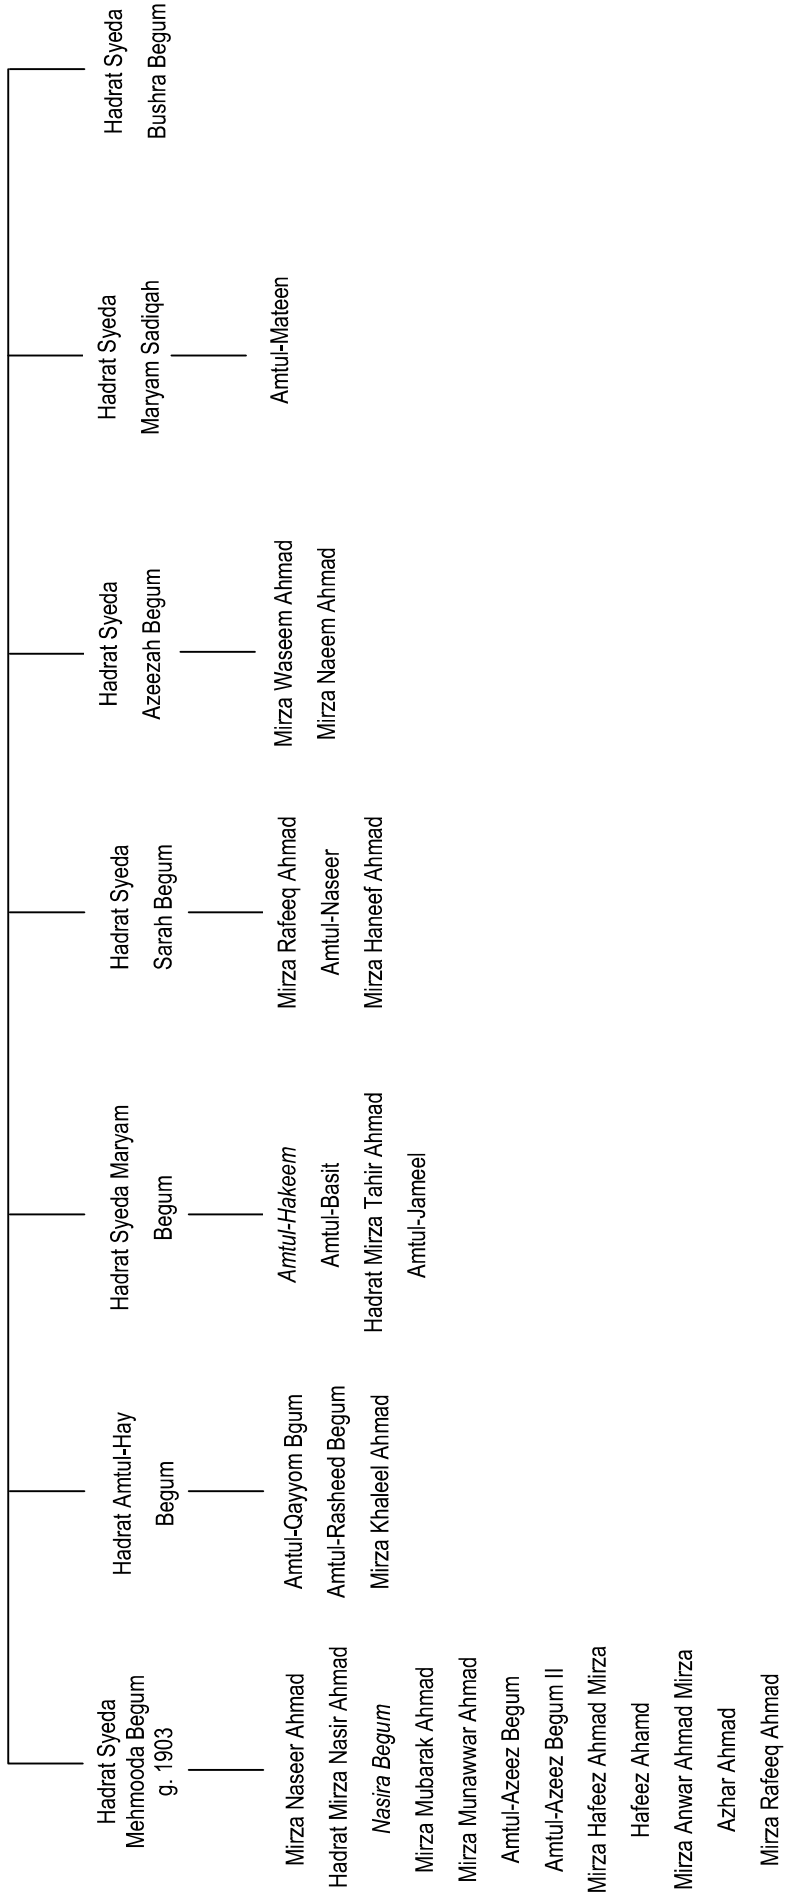 Hadrat Syeda
Mehmooda Begum
g. 1903
Mirza Naseer Ahmad
Hadrat Mirza Nasir Ahmad
Nasira Begum
Mirza Mubarak Ahmad
Mirza Munawwar Ahmad
Amtul-Azeez Begum
Amtul-Azeez Begum II
Mirza Hafeez Ahmad Mirza
Hafeez Ahamd
Mirza Anwar Ahmad Mirza
Azhar Ahmad
Mirza Rafeeq Ahmad
Hadrat Amtul-Hay
Begum
Amtul-Qayyom Bgum
Amtul-Rasheed Begum
Mirza Khaleel Ahmad
Hadrat Syeda Maryam
Begum
Amtul-Hakeem
Amtul-Basit
Hadrat Mirza Tahir Ahmad
Amtul-Jameel
Hadrat Syeda
Sarah Begum
Mirza Rafeeq Ahmad
Amtul-Naseer
Mirza Haneef Ahmad
Hadrat Syeda
Azeezah Begum
Mirza Waseem Ahmad
Mirza Naeem Ahmad
Hadrat Syeda
Maryam Sadiqah
Amtul-Mateen
Hadrat Syeda
Bushra Begum